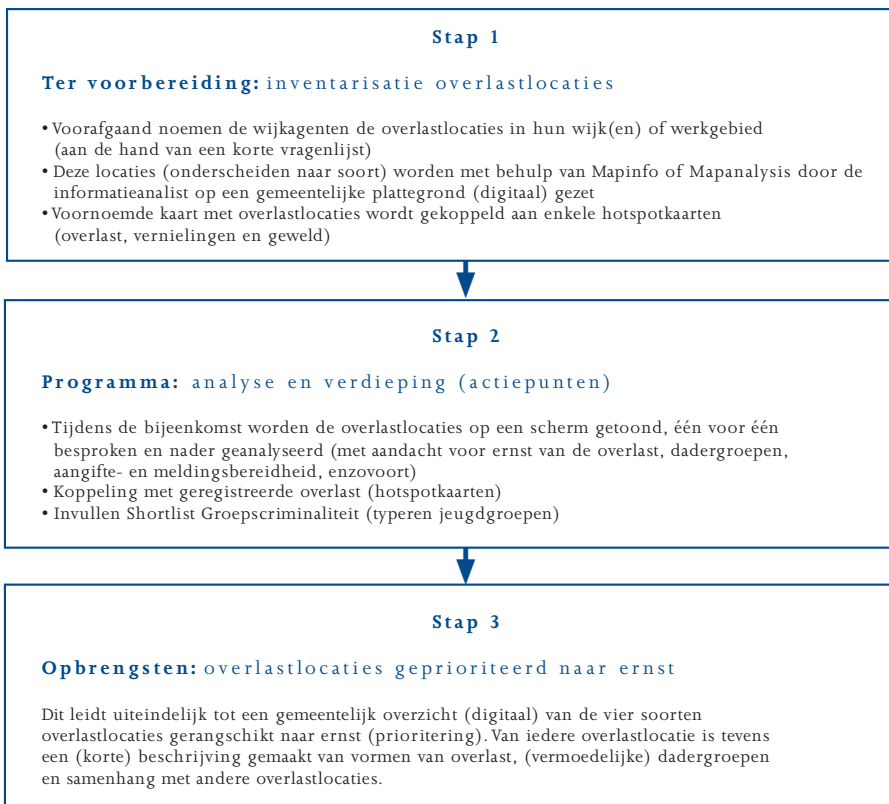 Stap 1
Ter voorbereiding: inventarisatie overlastlocaties
• Voorafgaand noemen de wijkagenten de overlastlocaties in hun wijk(en) of werkgebied
(aan de hand van een korte vragenlijst)
• Deze locaties (onderscheiden naar soort) worden met behulp van Mapinfo of Mapanalysis door de
informatieanalist op een gemeentelijke plattegrond (digitaal) gezet
• Voornoemde kaart met overlastlocaties wordt gekoppeld aan enkele hotspotkaarten
(overlast, vernielingen en geweld)
Stap 2
Programma: analyse en verdieping (actiepunten)
• Tijdens de bijeenkomst worden de overlastlocaties op een scherm getoond, één voor één
besproken en nader geanalyseerd (met aandacht voor ernst van de overlast, dadergroepen,
aangifte- en meldingsbereidheid, enzovoort)
• Koppeling met geregistreerde overlast (hotspotkaarten)
• Invullen Shortlist Groepscriminaliteit (typeren jeugdgroepen)
Stap 3
Opbrengsten: overlastlocaties geprioriteerd naar ernst
Dit leidt uiteindelijk tot een gemeentelijk overzicht (digitaal) van de vier soorten
overlastlocaties gerangschikt naar ernst (prioritering). Van iedere overlastlocatie is tevens
een (korte) beschrijving gemaakt van vormen van overlast, (vermoedelijke) dadergroepen
en samenhang met andere overlastlocaties.